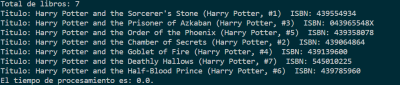 Total de libros: 7
Titulo: Harry Potter and the Sorcerer's Stone (Harry Potter, #1)  ISBN: 439554934
Titulo: Harry Potter and the Prisoner of Azkaban (Harry Potter, #3)  ISBN: 043965548X
Titulo: Harry Potter and the Order of the Phoenix (Harry Potter, #5)  ISBN: 439358078
Titulo: Harry Potter and the Chamber of Secrets (Harry Potter, #2)  ISBN: 439064864
Titulo: Harry Potter and the Goblet of Fire (Harry Potter, #4)  ISBN: 439139600
Titulo: Harry Potter and the Deathly Hallows (Harry Potter, #7)  ISBN: 545010225
Titulo: Harry Potter and the Half-Blood Prince (Harry Potter, #6)  ISBN: 439785960
El tiempo de procesamiento es: 0.0.